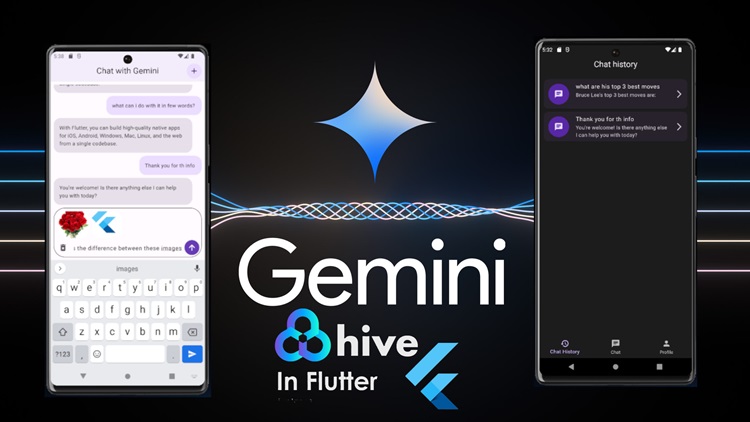 5:38
Chat with Gemini
+
what can i do with it in few words?
With Flutter, you can build high-quality native apps
for iOS, Android, Windows, Mac, Linux, and the web
from a single codebase.
Thank you for th info
You're welcome! Is there anything else I can help
you with today?
the difference between these images
images
q w e r t y u i o p
a s d f g h j k l
z x c v b n m
?123 , .
Gemini
hive
In Flutter
5:32
Chat history
what are his top 3 best moves
Bruce Lee's top 3 best moves are:
Thank you for th info
You're welcome! Is there anything else
I can help you with today?
Chat History
Chat
Profile